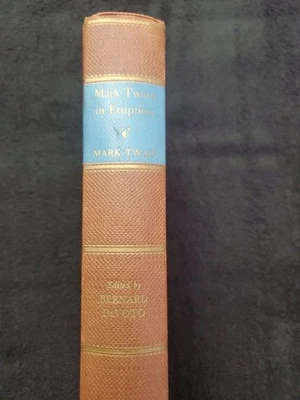 Mark Twain
in Eruption
MARK TWAIN
Edited by
BERNARD
DeVOTO